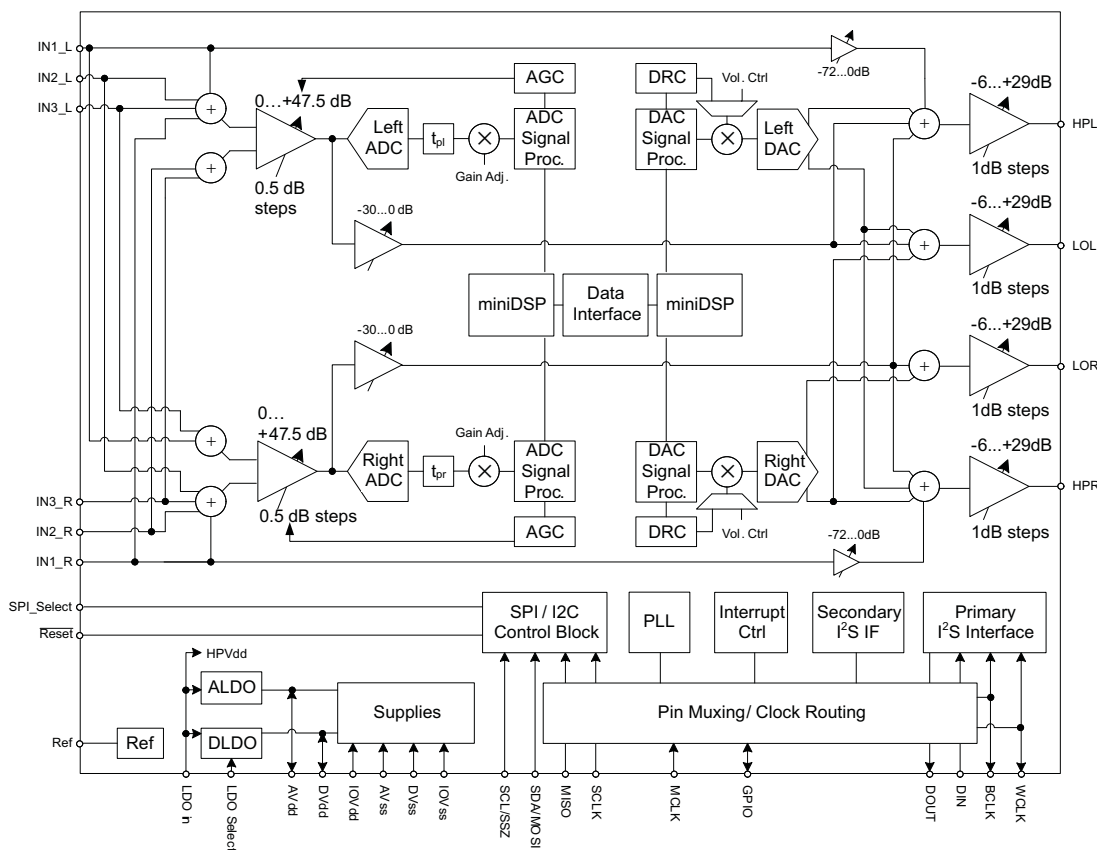 IN1_L
-72...0dB
IN2_L
AGC
DRC
Vol. Ctrl
-6...+29dB
IN3_L
0…+47.5 dB
Left
ADC
tpl
Gain Adj.
ADC
Signal
Proc.
DAC
Signal
Proc.
Left
DAC
HPL
0.5 dB
steps
1dB steps
-30...0 dB
-6...+29dB
LOL
1dB steps
miniDSP
Data
Interface
miniDSP
-30...0 dB
-6...+29dB
LOR
1dB steps
0…
+47.5 dB
Gain Adj.
Right
ADC
tpr
ADC
Signal
Proc.
DAC
Signal
Proc.
Right
DAC
-6...+29dB
HPR
1dB steps
IN3_R
0.5 dB steps
IN2_R
AGC
DRC
Vol. Ctrl
-72...0dB
IN1_R
SPI_Select
Reset
SPI / I2C
Control Block
PLL
Interrupt
Ctrl
Secondary
I²S IF
Primary
I²S Interface
HPVdd
ALDO
Supplies
Pin Muxing/ Clock Routing
Ref
Ref
DLDO
LDO in
LDO Select
AVdd
DVdd
IOVdd
AVss
DVss
IOVss
SCL/SSZ
SDA/MOSI
MISO
SCLK
MCLK
GPIO
DOUT
DIN
BCLK
WCLK